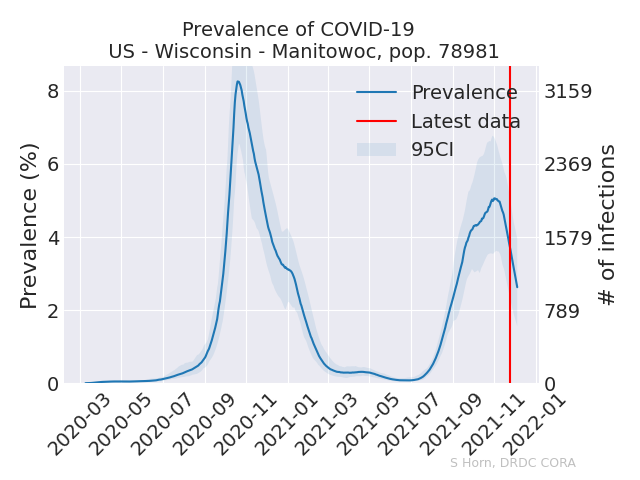 Prevalence of COVID-19
US - Wisconsin - Manitowoc, pop. 78981
Prevalence (%)
8
6
4
2
0
Prevalence
Latest data
95CI
3159
2369
1579
789
0
# of infections
2020-03
2020-05
2020-07
2020-09
2020-11
2021-01
2021-03
2021-05
2021-07
2021-09
2021-11
2022-01
S Horn, DRDC CORA